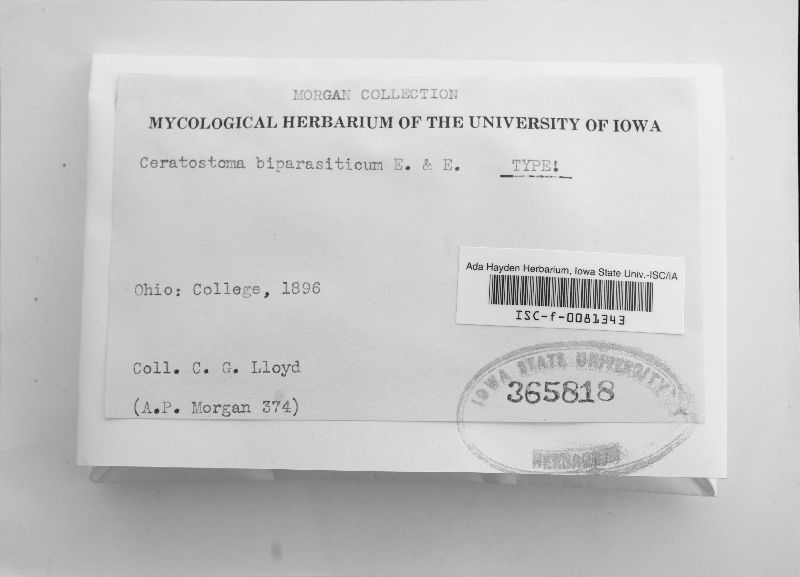 MORGAN COLLECTION
MYCOLOGICAL HERBARIUM OF THE UNIVERSITY OF IOWA
Ceratostoma biparasiticum E. & E. TYPE!
Ada Hayden Herbarium, Iowa State Univ.-ISC/IA
ISC-f-0081343
Ohio: College, 1896
Coll. C. G. Lloyd
(A.P. Morgan 374)
IOWA STATE UNIVERSITY
365818
HERBARIUM